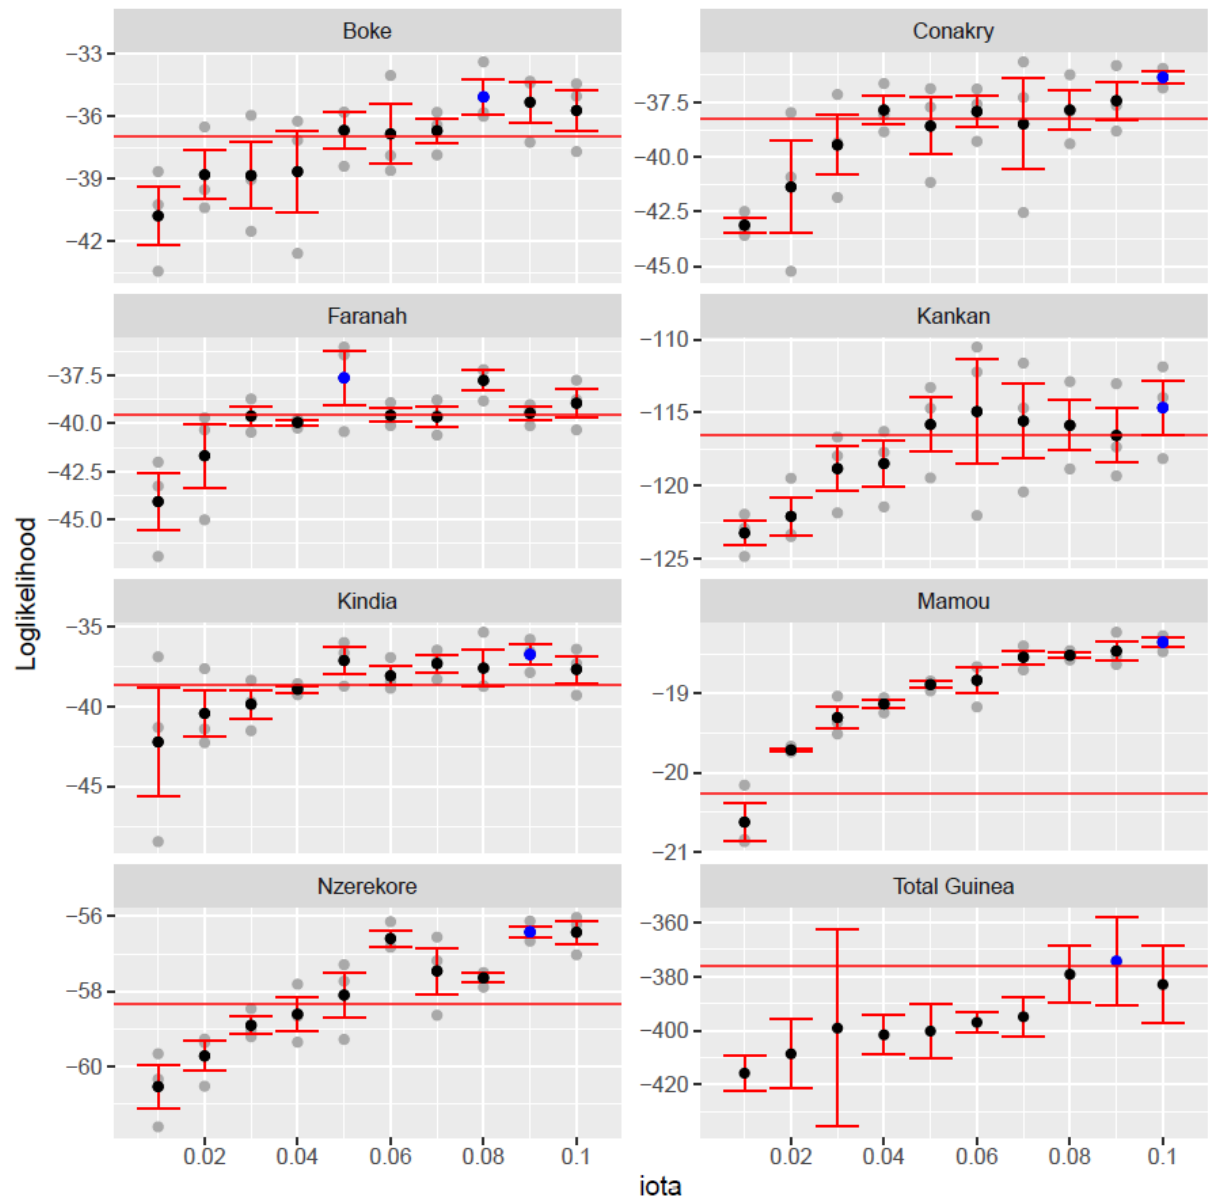 Boke
Conakry
−33
−36
−39
−42
−37.5
−40.0
−42.5
−45.0
Faranah
Kankan
−37.5
−40.0
−42.5
−45.0
−110
−115
−120
−125
Kindia
Mamou
−35
−40
−45
−19
−20
−21
Nzerekore
Total Guinea
−56
−58
−60
−360
−380
−400
−420
0.02 0.04 0.06 0.08 0.1
0.02 0.04 0.06 0.08 0.1
iota
Loglikelihood